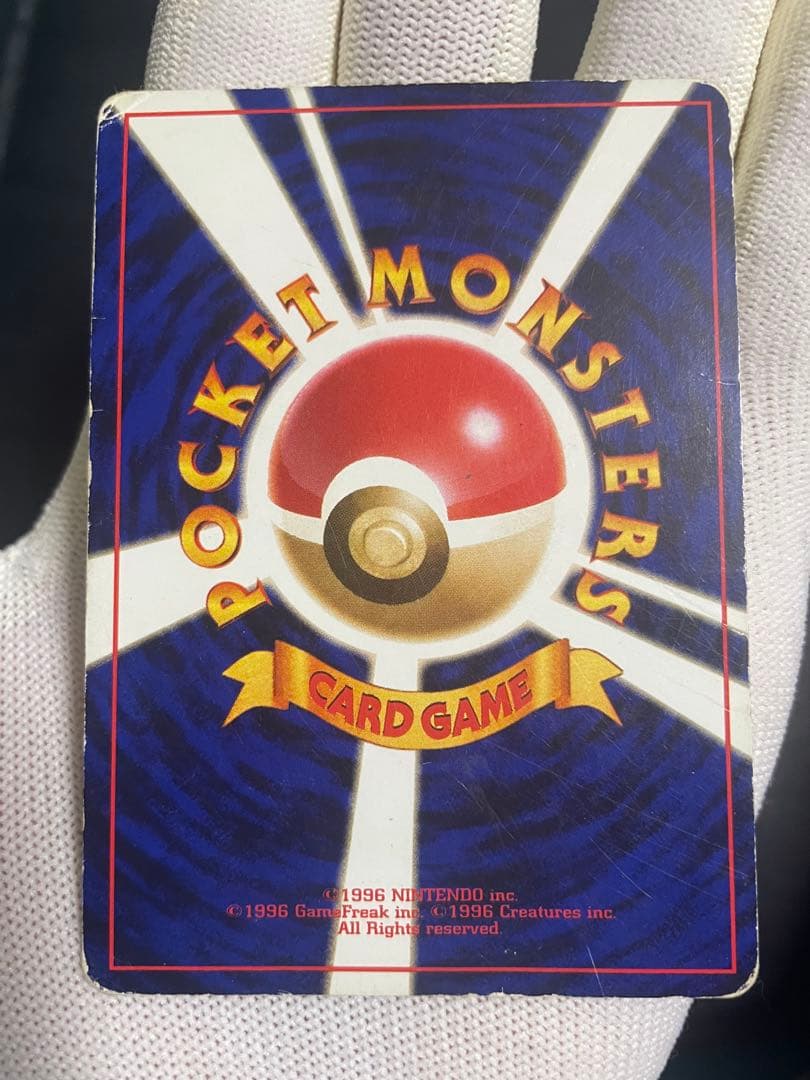 POCKET MONSTERS
CARD GAME
©1996 NINTENDO inc.
©1996 GameFreak inc. ©1996 Creatures inc.
All Rights reserved.